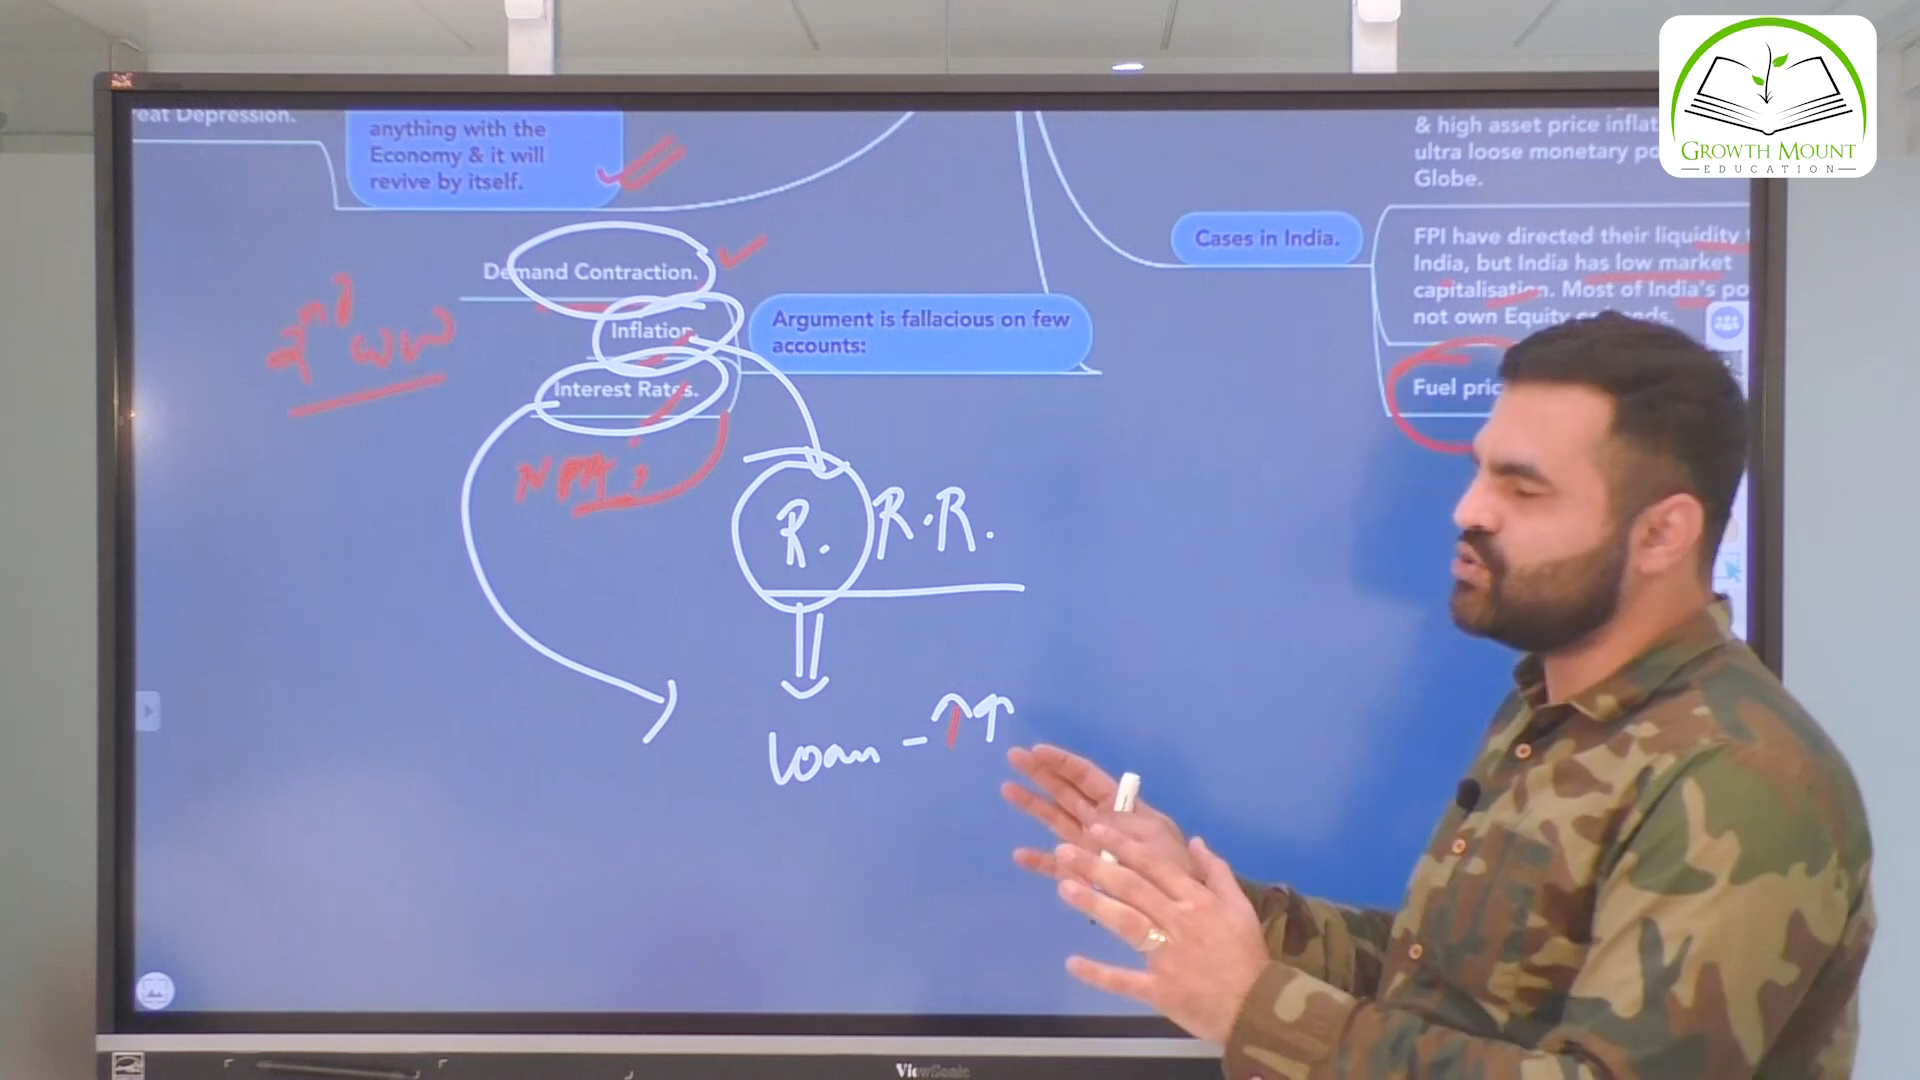 eat Depression.
anything with the
Economy & it will
revive by itself.
Demand Contraction.
Inflation.
Interest Rates.
Argument is fallacious on few
accounts:
2nd WW
NPA
R. R.R.
Loan - ↑↑
& high asset price inflat
ultra loose monetary po
Globe.
Cases in India.
FPI have directed their liquidity
India, but India has low market
capitalisation. Most of India's po
not own Equity
Fuel pric
GROWTH MOUNT
EDUCATION
ViewSonic